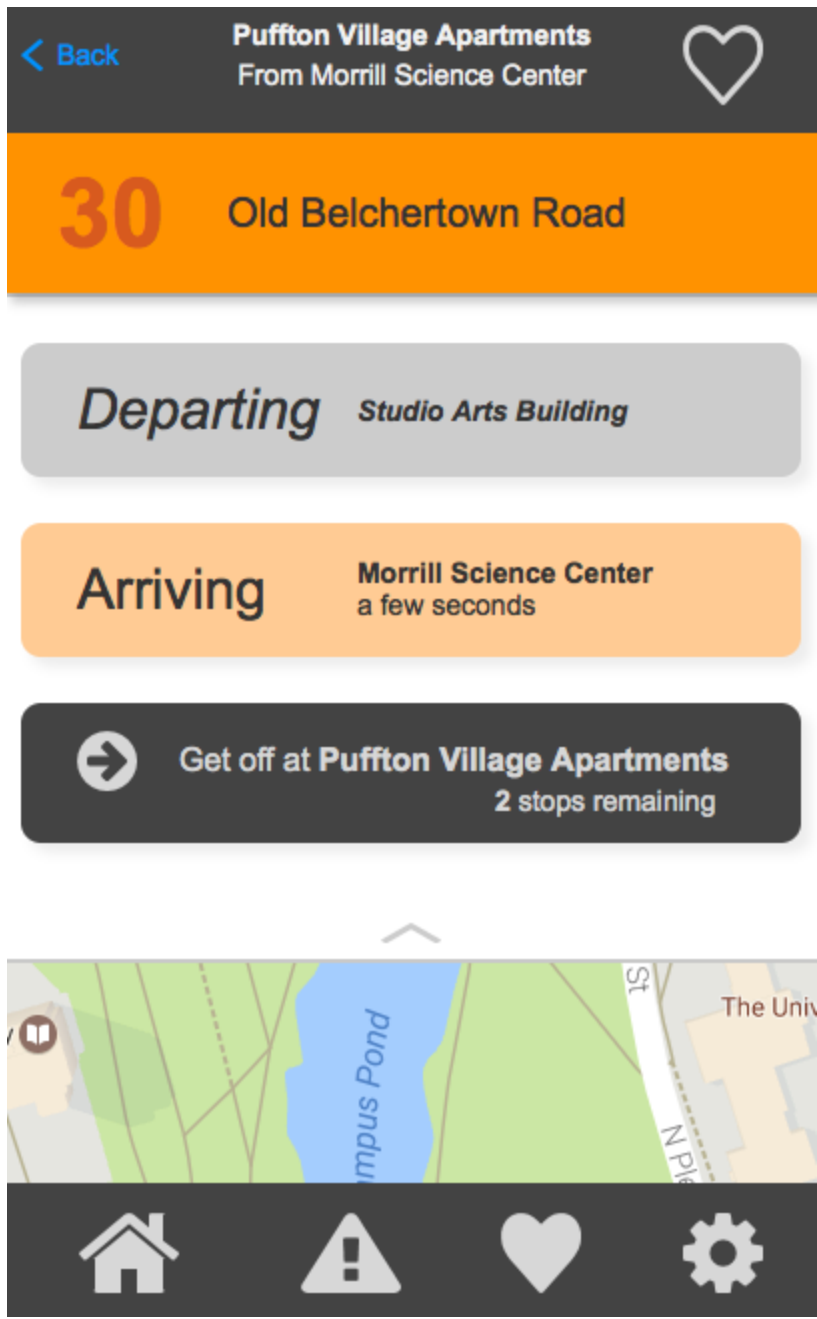 Back
Puffton Village Apartments
From Morrill Science Center
30 Old Belchertown Road
Departing Studio Arts Building
Arriving Morrill Science Center
a few seconds
Get off at Puffton Village Apartments
2 stops remaining
St
The Univ
mpus Pond
N Ple